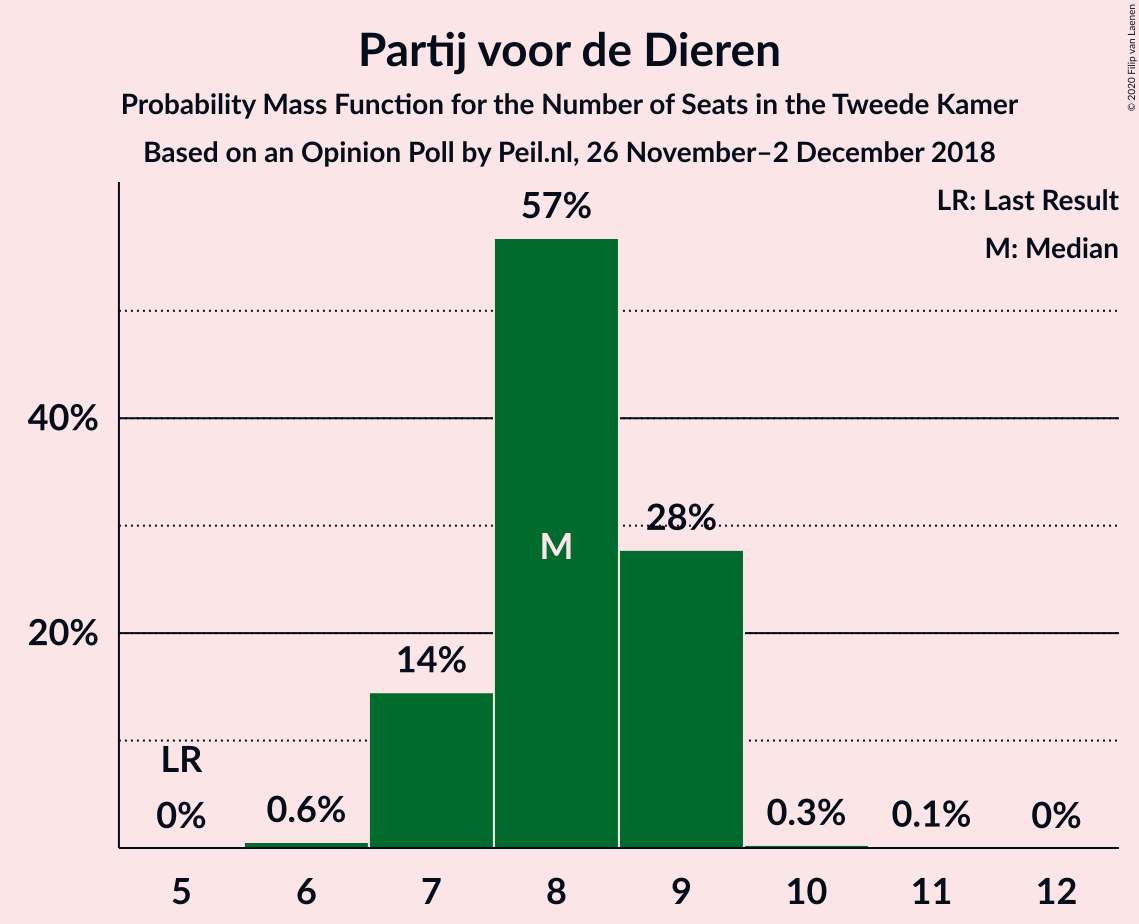 Partij voor de Dieren
Probability Mass Function for the Number of Seats in the Tweede Kamer
Based on an Opinion Poll by Peil.nl, 26 November–2 December 2018
© 2020 Filip van Laenen
LR: Last Result
M: Median
57%
40%
28%
M
20%
14%
LR
0%
0.6%
0.3%
0.1%
0%
5 6 7 8 9 10 11 12